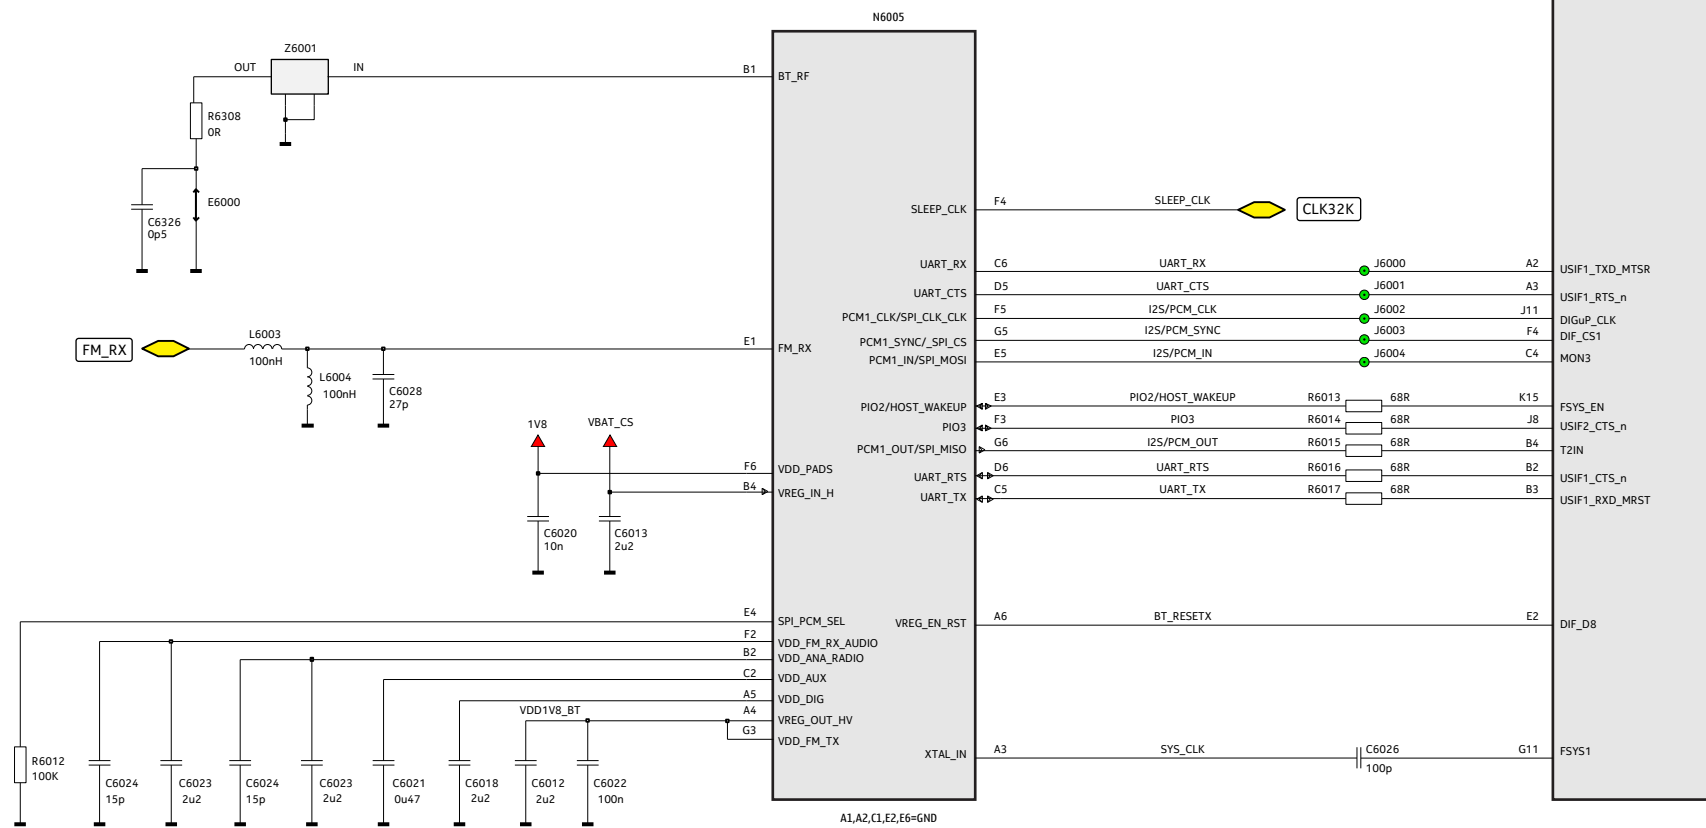 N6005
Z6001
OUT
IN
B1
BT_RF
R6308
0R
E6000
C6326
0p5
SLEEP_CLK
F4
SLEEP_CLK
CLK32K
UART_RX
C6
UART_RX
J6000
A2
USIF1_TXD_MTSR
UART_CTS
D5
UART_CTS
J6001
A3
USIF1_RTS_n
PCM1_CLK/SPI_CLK_CLK
F5
I2S/PCM_CLK
J6002
J11
DIGuP_CLK
PCM1_SYNC/_SPI_CS
G5
I2S/PCM_SYNC
J6003
F4
DIF_CS1
PCM1_IN/SPI_MOSI
E5
I2S/PCM_IN
J6004
C4
MON3
FM_RX
L6003
100nH
E1
FM_RX
L6004
100nH
C6028
27p
PIO2/HOST_WAKEUP
E3
PIO2/HOST_WAKEUP
R6013
68R
K15
FSYS_EN
PIO3
F3
PIO3
R6014
68R
J8
USIF2_CTS_n
PCM1_OUT/SPI_MISO
G6
I2S/PCM_OUT
R6015
68R
B4
T2IN
UART_RTS
D6
UART_RTS
R6016
68R
B2
USIF1_CTS_n
UART_TX
C5
UART_TX
R6017
68R
B3
USIF1_RXD_MRST
1V8
VBAT_CS
F6
VDD_PADS
B4
VREG_IN_H
C6020
10n
C6013
2u2
E4
SPI_PCM_SEL
F2
VDD_FM_RX_AUDIO
B2
VDD_ANA_RADIO
C2
VDD_AUX
A5
VDD_DIG
VDD1V8_BT
A4
VREG_OUT_HV
G3
VDD_FM_TX
VREG_EN_RST
A6
BT_RESETX
E2
DIF_D8
XTAL_IN
A3
SYS_CLK
C6026
100p
G11
FSYS1
R6012
100K
C6024
15p
C6023
2u2
C6024
15p
C6023
2u2
C6021
0u47
C6018
2u2
C6012
2u2
C6022
100n
A1,A2,C1,E2,E6=GND